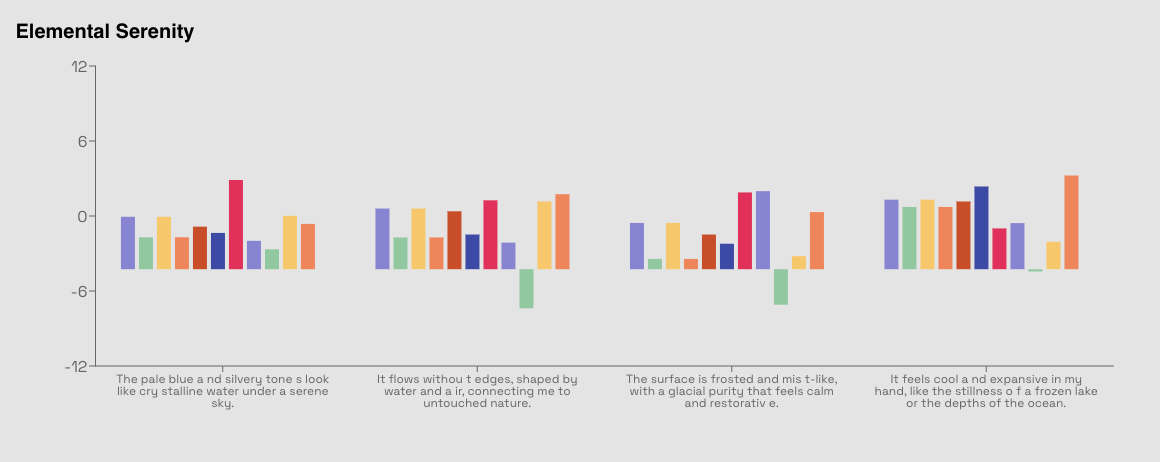 Elemental Serenity
12
6
0
-6
-12
The pale blue a nd silvery tone s look
like cry stalline water under a serene
sky.
It flows withou t edges, shaped by
water and a ir, connecting me to
untouched nature.
The surface is frosted and mis t-like,
with a glacial purity that feels calm
and restorativ e.
It feels cool a nd expansive in my
hand, like the stillness o f a frozen lake
or the depths of the ocean.